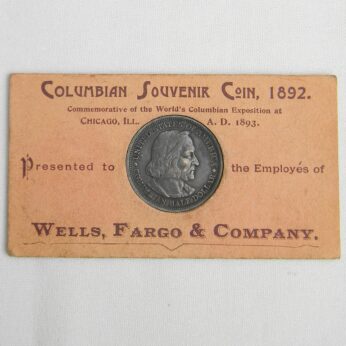 COLUMBIAN SOUVENIR COIN, 1892.
Commemorative of the World's Columbian Exposition at
CHICAGO, ILL. A. D. 1893.
Presented to the Employés of
WELLS, FARGO & COMPANY.